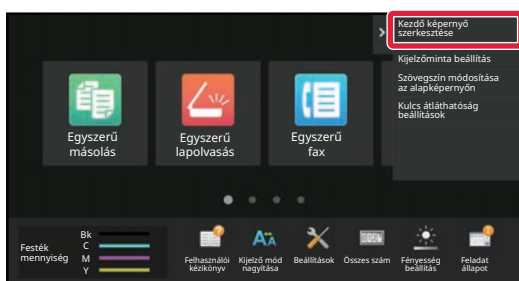 Kezdő képernyő
szerkesztése
Kijelzőminta beállítás
Szövegszín módosítása
az alapképernyőn
Kulcs átláthatóság
beállítások
Egyszerű
másolás
Egyszerű
lapolvasás
Egyszerű
fax
Festék
mennyiség
Bk
C
M
Y
Felhasználói
kézikönyv
Kijelző mód
nagyítása
Beállítások
Összes szám
Fényesség
beállítás
Feladat
állapot